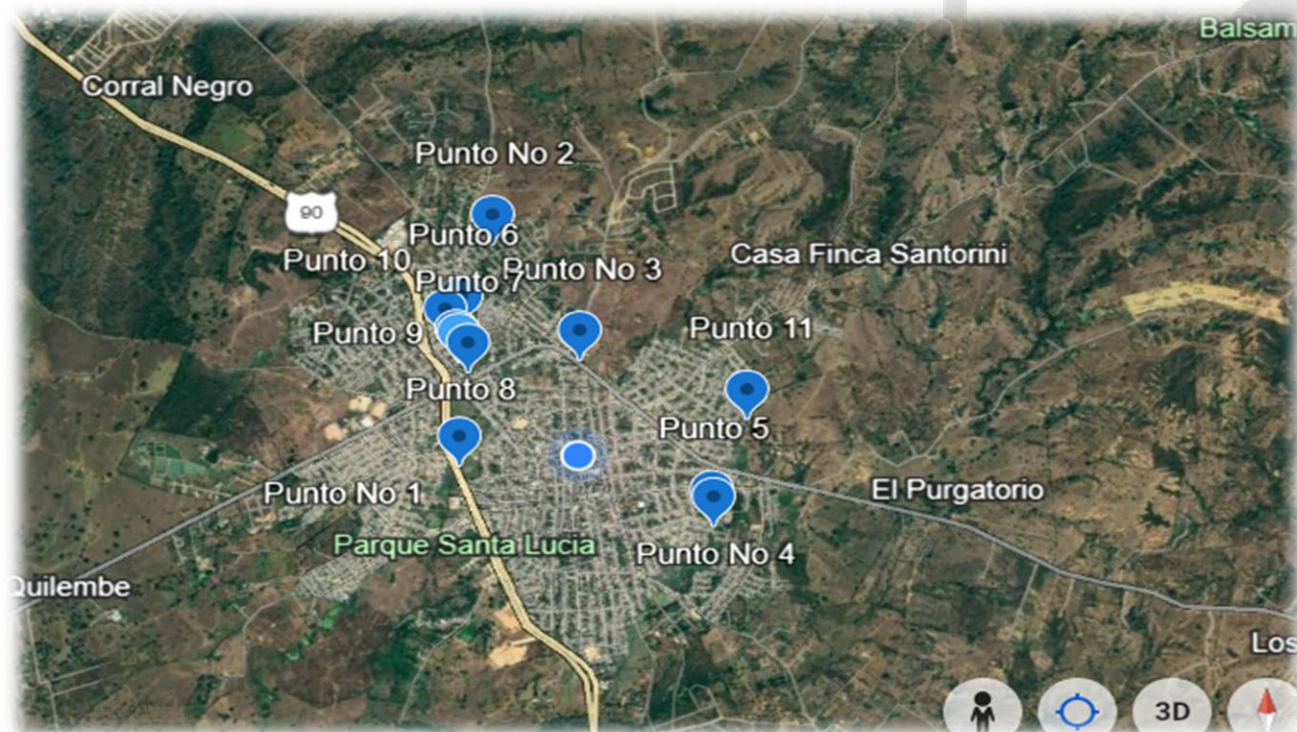 Balsam
Corral Negro
Punto No 2
90
Punto 6
Punto 10
Casa Finca Santorini
Punto No 3
Punto 7
Punto 11
Punto 9
Punto 8
Punto 5
El Purgatorio
Punto No 1
Parque Santa Lucia
Punto No 4
Quilembe
Los
3D